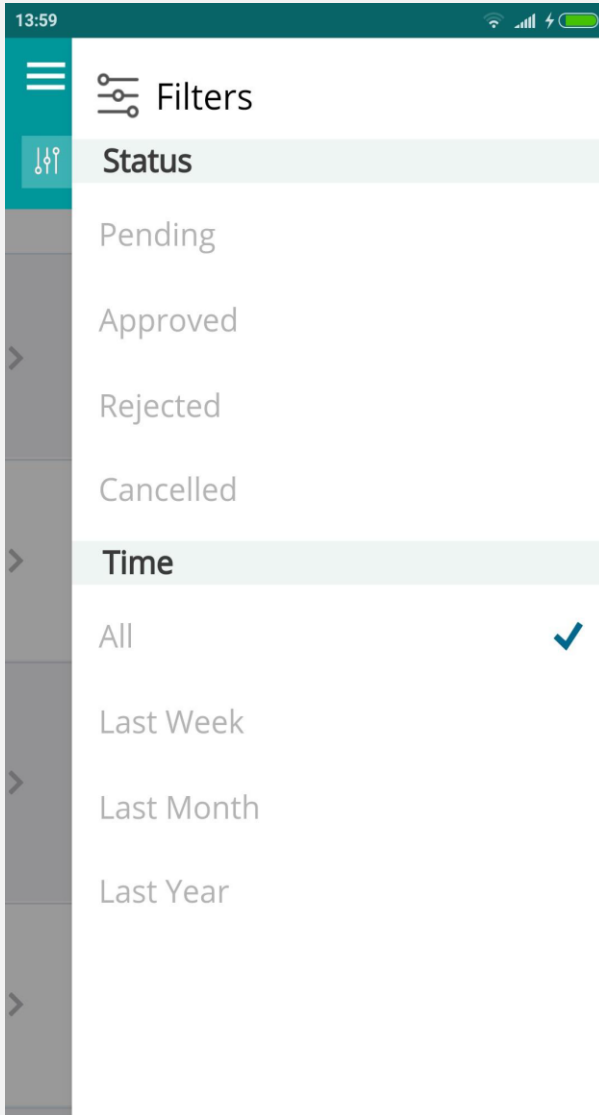 13:59
Filters
Status
Pending
Approved
Rejected
Cancelled
Time
All
Last Week
Last Month
Last Year